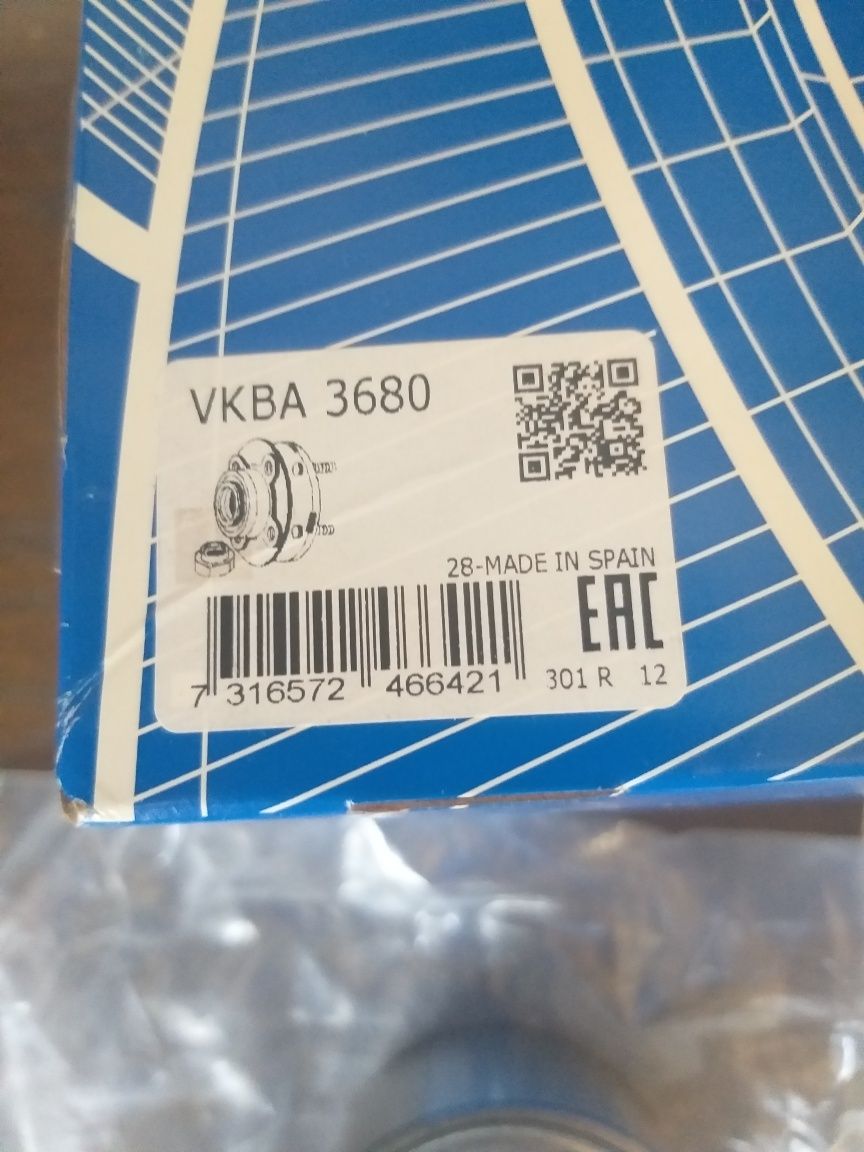 VKBA 3680
28-MADE IN SPAIN
EAC
7 316572 466421
301 R 12